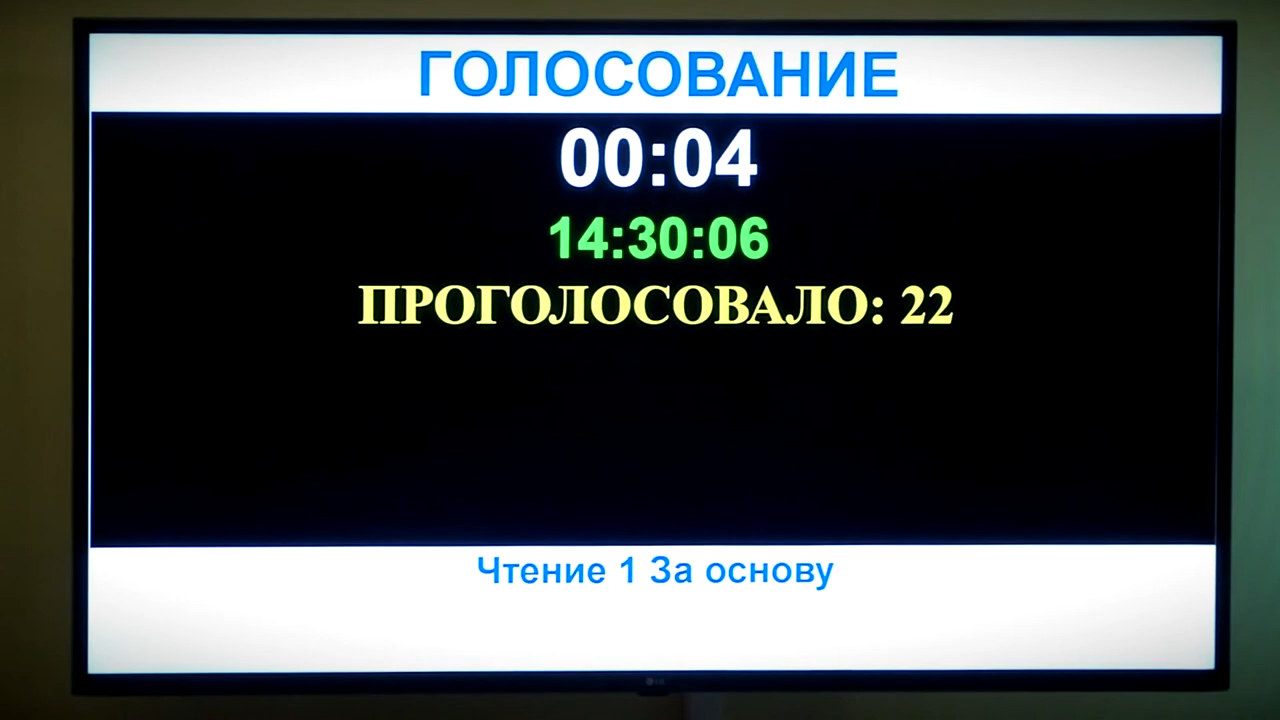 ГОЛОСОВАНИЕ
00:04
14:30:06
ПРОГОЛОСОВАЛО: 22
Чтение 1 За основу